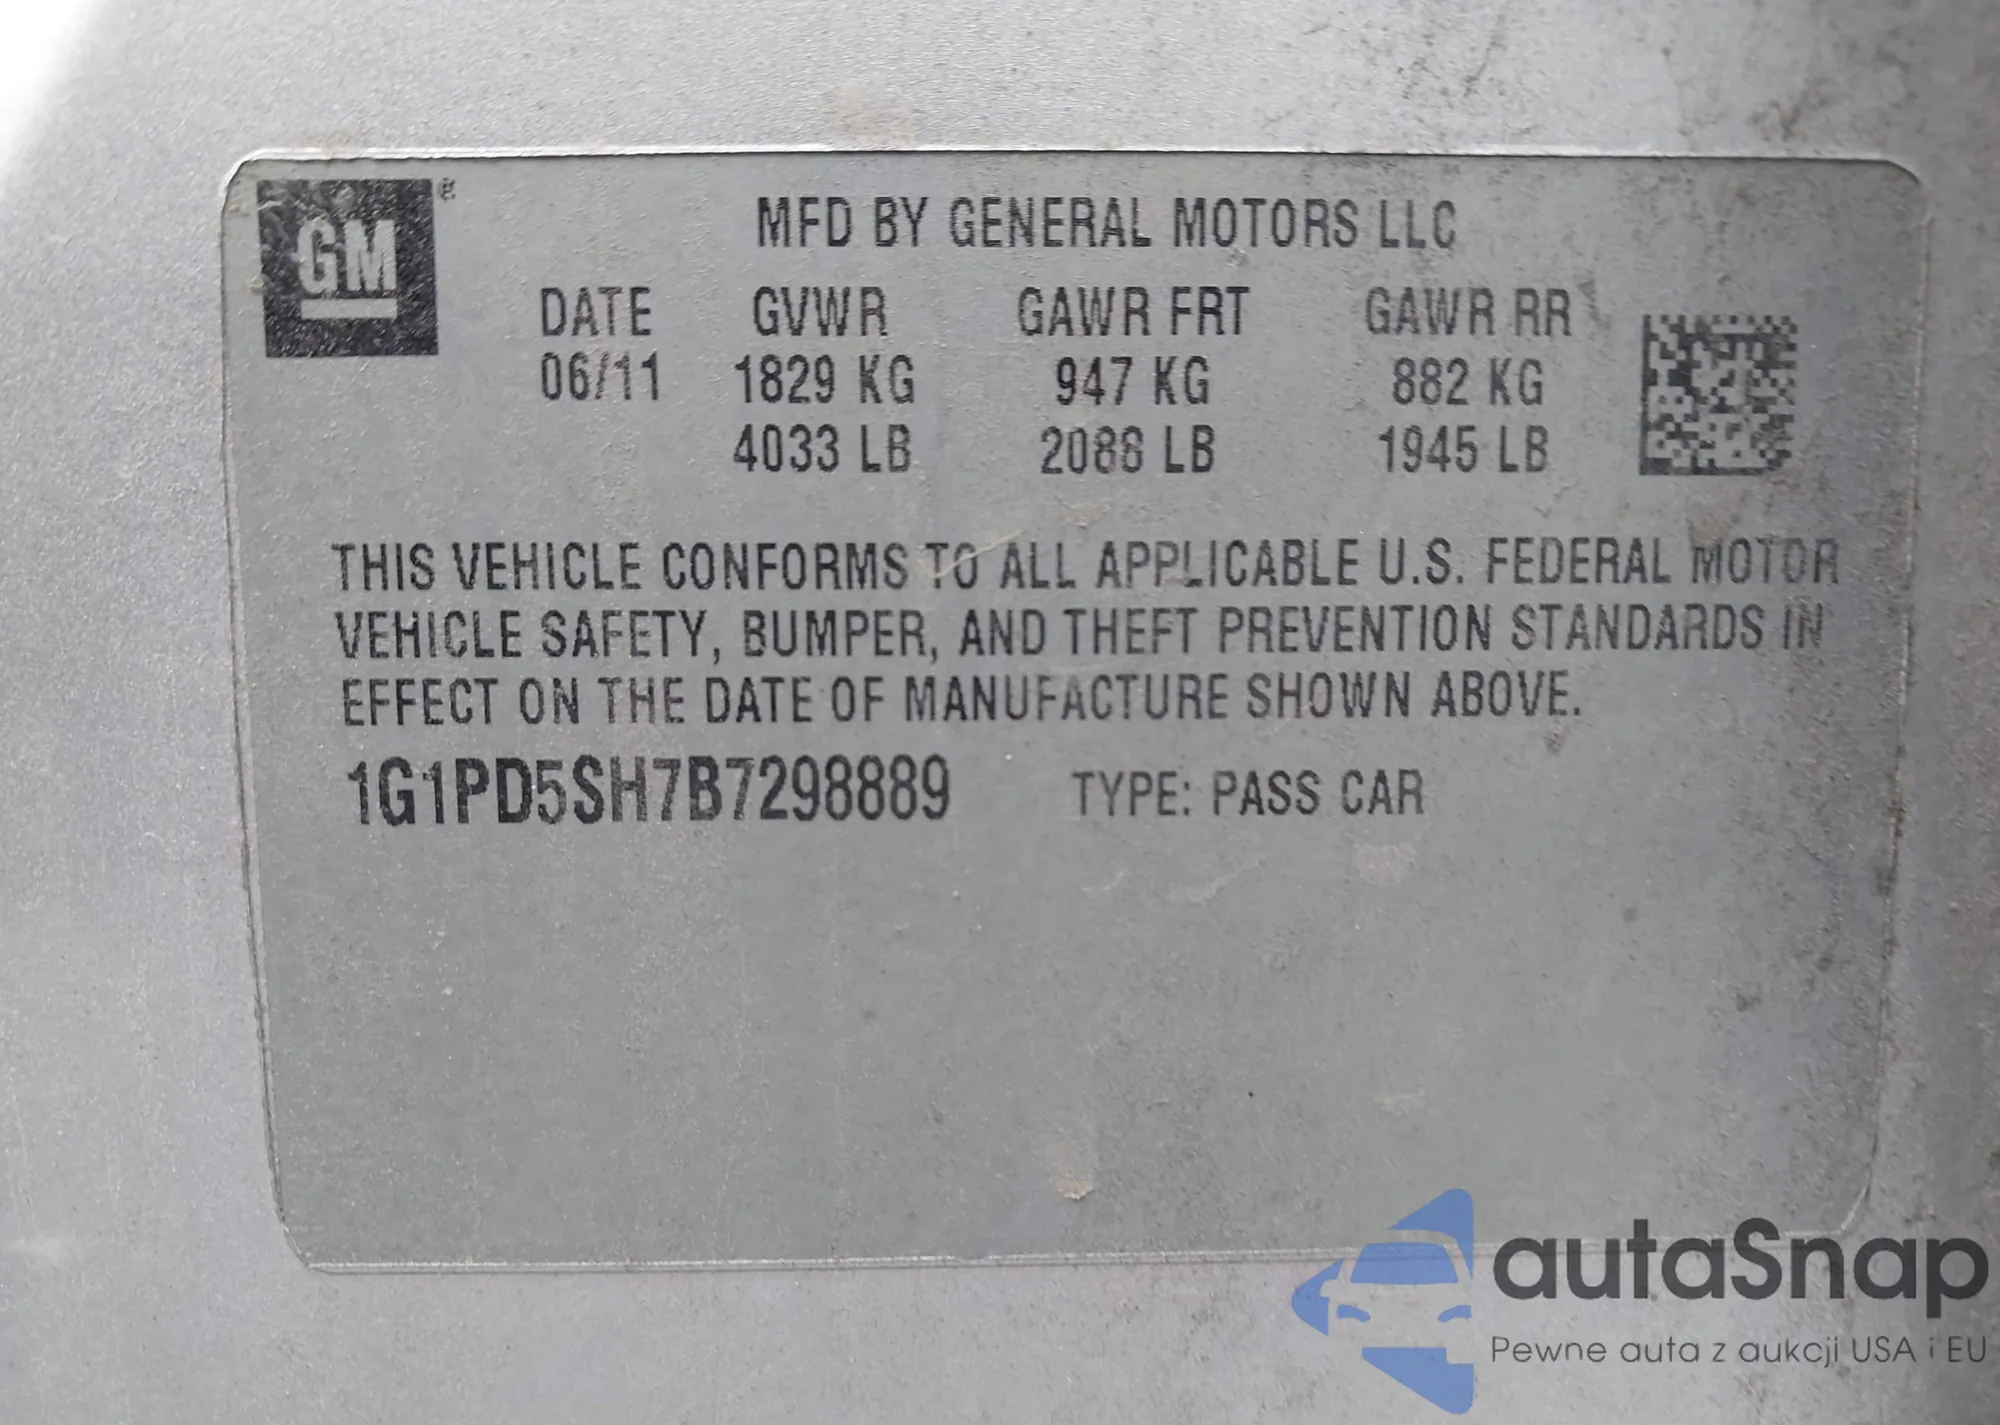 GM
g
MFD BY GENERAL MOTORS LLC
DATE GVWR GAWR FRT GAWR RR
06/11 1829 KG 947 KG 882 KG
4033 LB 2088 LB 1945 LB
THIS VEHICLE CONFORMS TO ALL APPLICABLE U.S. FEDERAL MOTOR
VEHICLE SAFETY, BUMPER, AND THEFT PREVENTION STANDARDS IN
EFFECT ON THE DATE OF MANUFACTURE SHOWN ABOVE.
1G1PD5SH7B7298889 TYPE: PASS CAR
autaSnap
Pewne auta z aukcji USA i EU